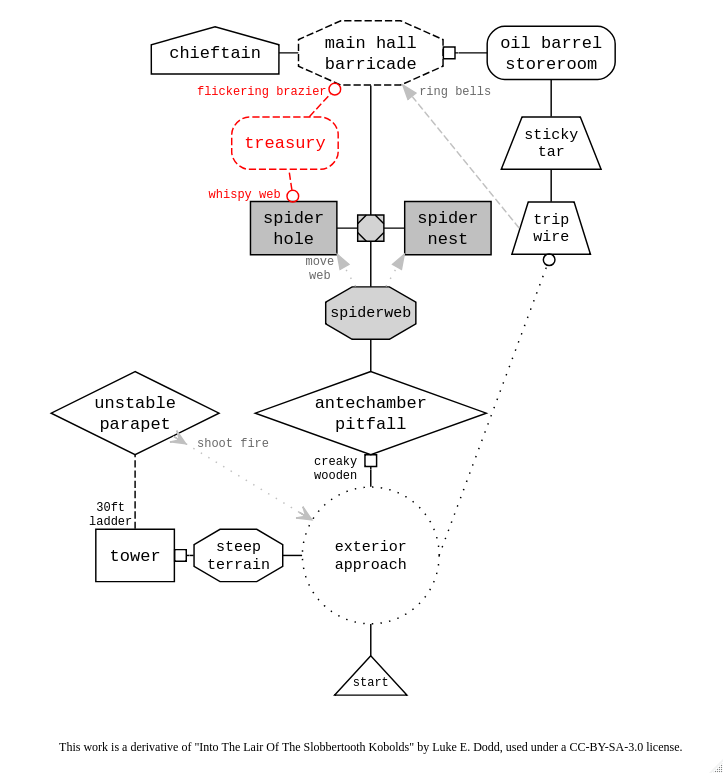 chieftain
main hall
barricade
oil barrel
storeroom
flickering brazier
ring bells
treasury
sticky
tar
whispy web
spider
hole
spider
nest
trip
wire
move
web
spiderweb
unstable
parapet
antechamber
pitfall
shoot fire
creaky
wooden
30ft
ladder
tower
steep
terrain
exterior
approach
start
This work is a derivative of "Into The Lair Of The Slobbertooth Kobolds" by Luke E. Dodd, used under a CC-BY-SA-3.0 license.